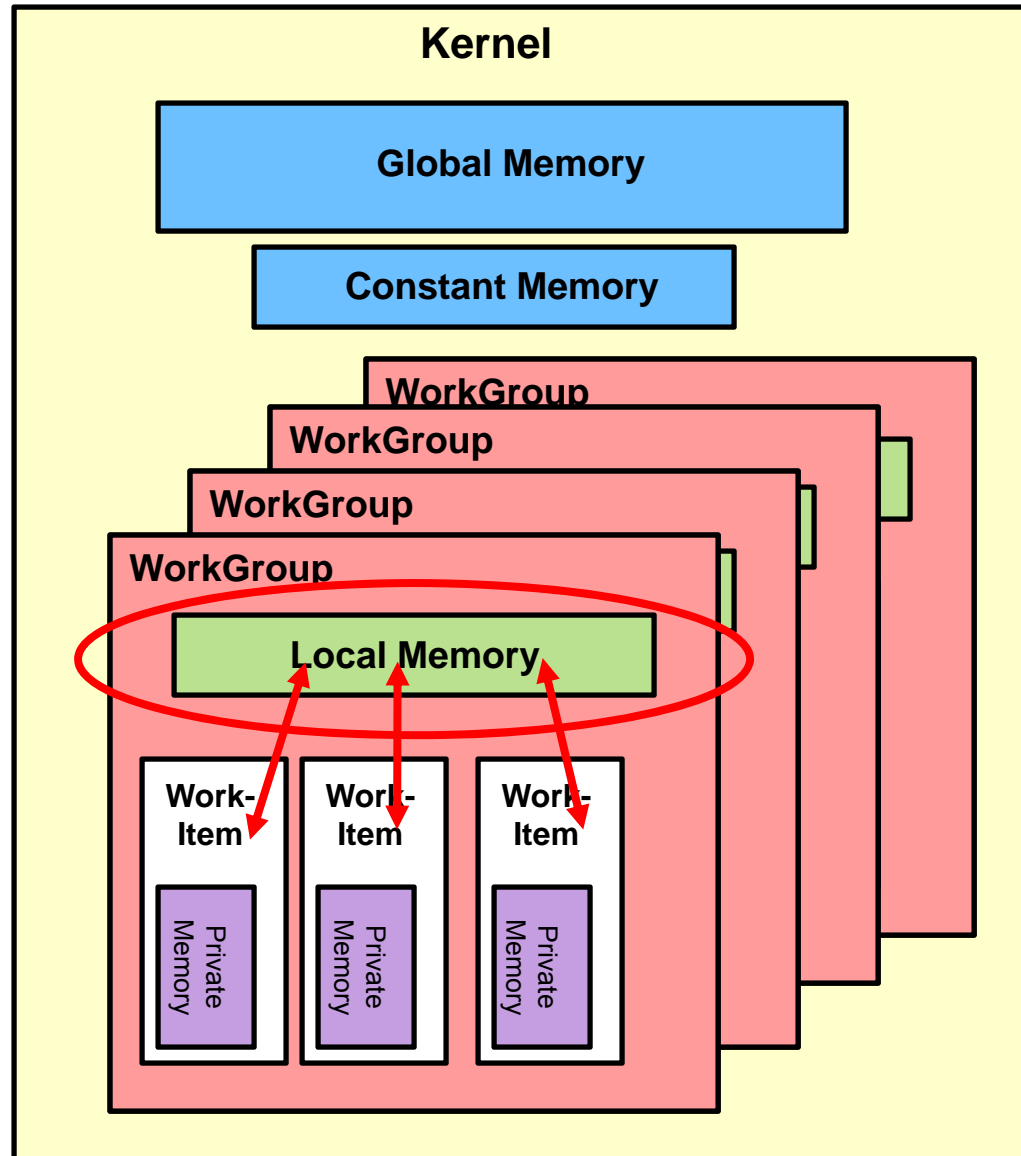 Kernel
Global Memory
Constant Memory
WorkGroup
WorkGroup
WorkGroup
WorkGroup
Local Memory
Work-
Item
Work-
Item
Work-
Item
Private
Memory
Private
Memory
Private
Memory